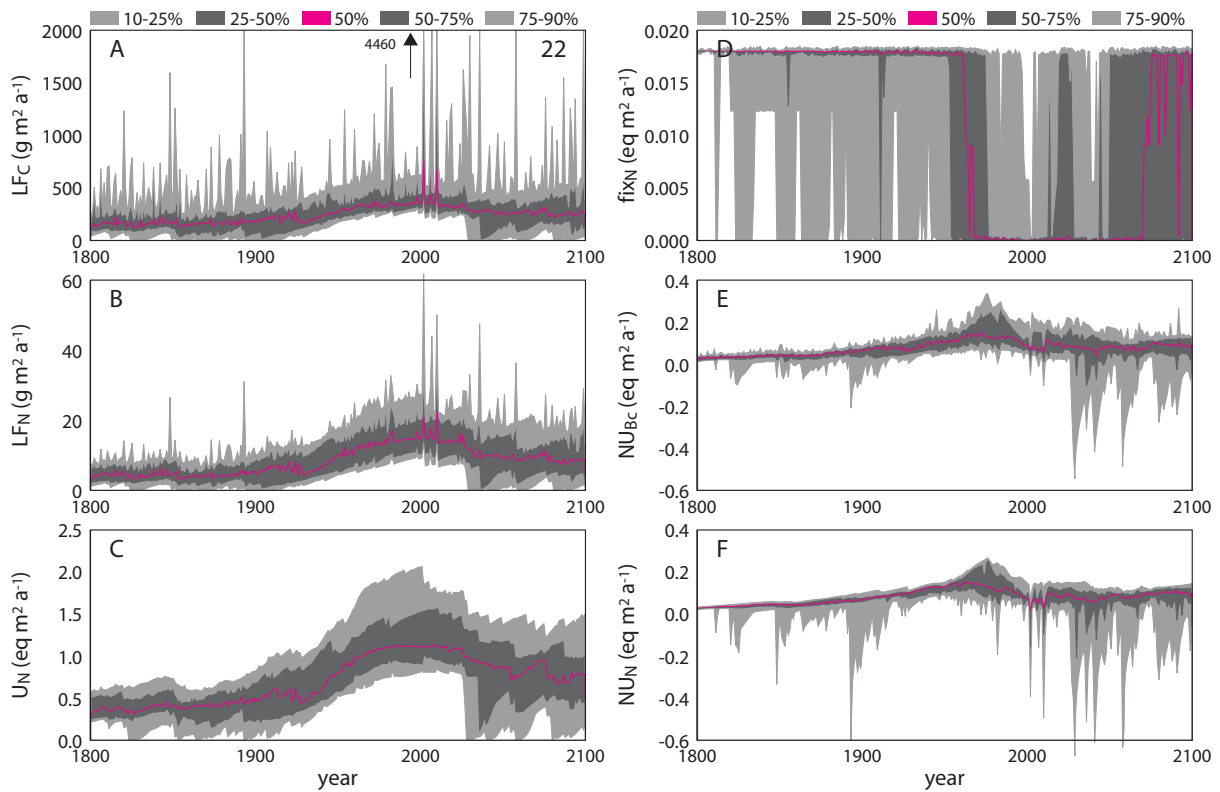 10-25% 25-50% 50% 50-75% 75-90%
10-25% 25-50% 50% 50-75% 75-90%
A
4460
22
2000
1500
1000
500
0
LFC (g m² a⁻¹)
1800 1900 2000 2100
D
0.020
0.015
0.010
0.005
0.000
fixN (eq m² a⁻¹)
1800 1900 2000 2100
B
60
40
20
0
LFN (g m² a⁻¹)
1800 1900 2000 2100
E
0.4
0.2
0.0
-0.2
-0.4
-0.6
NUBc (eq m² a⁻¹)
1800 1900 2000 2100
C
2.5
2.0
1.5
1.0
0.5
0.0
UN (eq m² a⁻¹)
1800 1900 2000 2100
year
F
0.4
0.2
0.0
-0.2
-0.4
-0.6
NUN (eq m² a⁻¹)
1800 1900 2000 2100
year